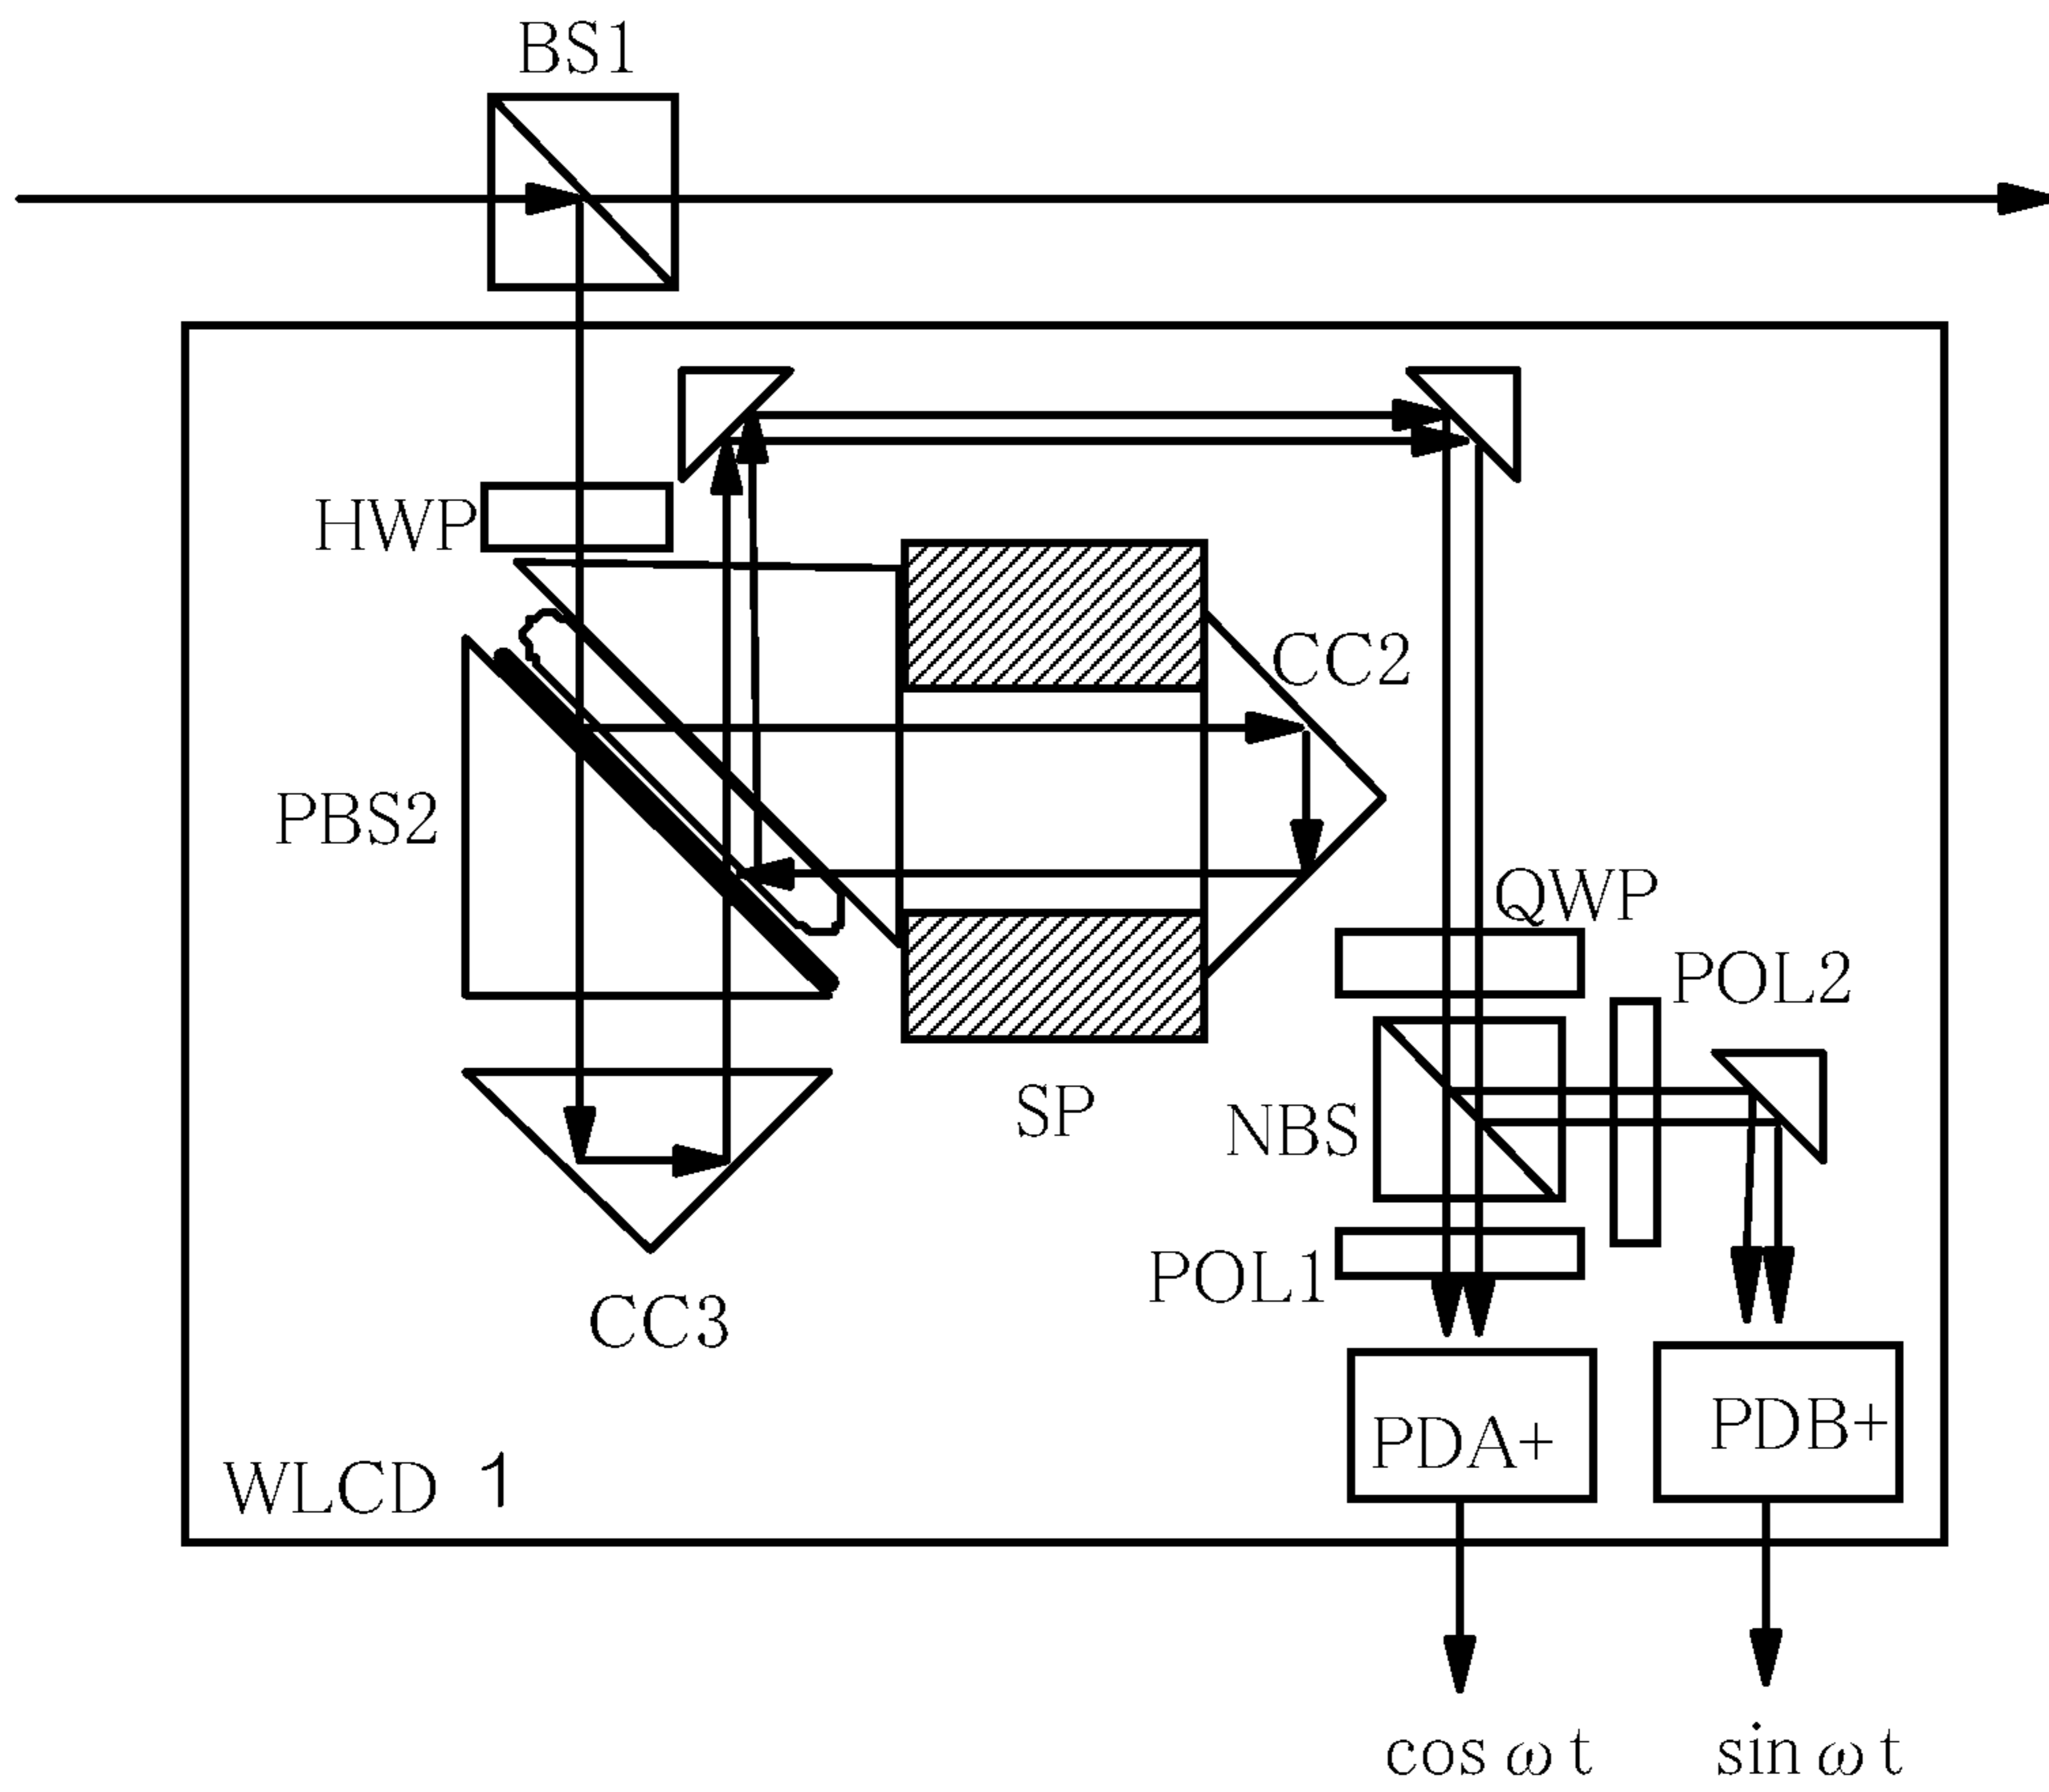 BS1
HWP
CC2
PBS2
QWP
POL2
SP
NBS
POL1
CC3
PDA+
PDB+
WLCD 1
cos ω t
sin ω t